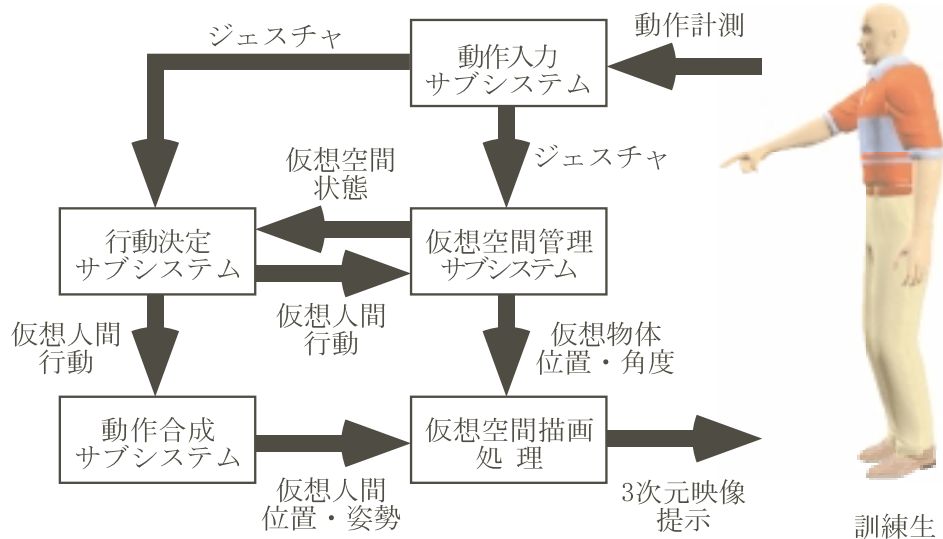 ジェスチャ
動作入力
サブシステム
動作計測
仮想空間
状態
ジェスチャ
行動決定
サブシステム
仮想空間管理
サブシステム
仮想人間
行動
仮想人間
行動
仮想物体
位置・角度
動作合成
サブシステム
仮想空間描画
処 理
仮想人間
位置・姿勢
3次元映像
提示
訓練生